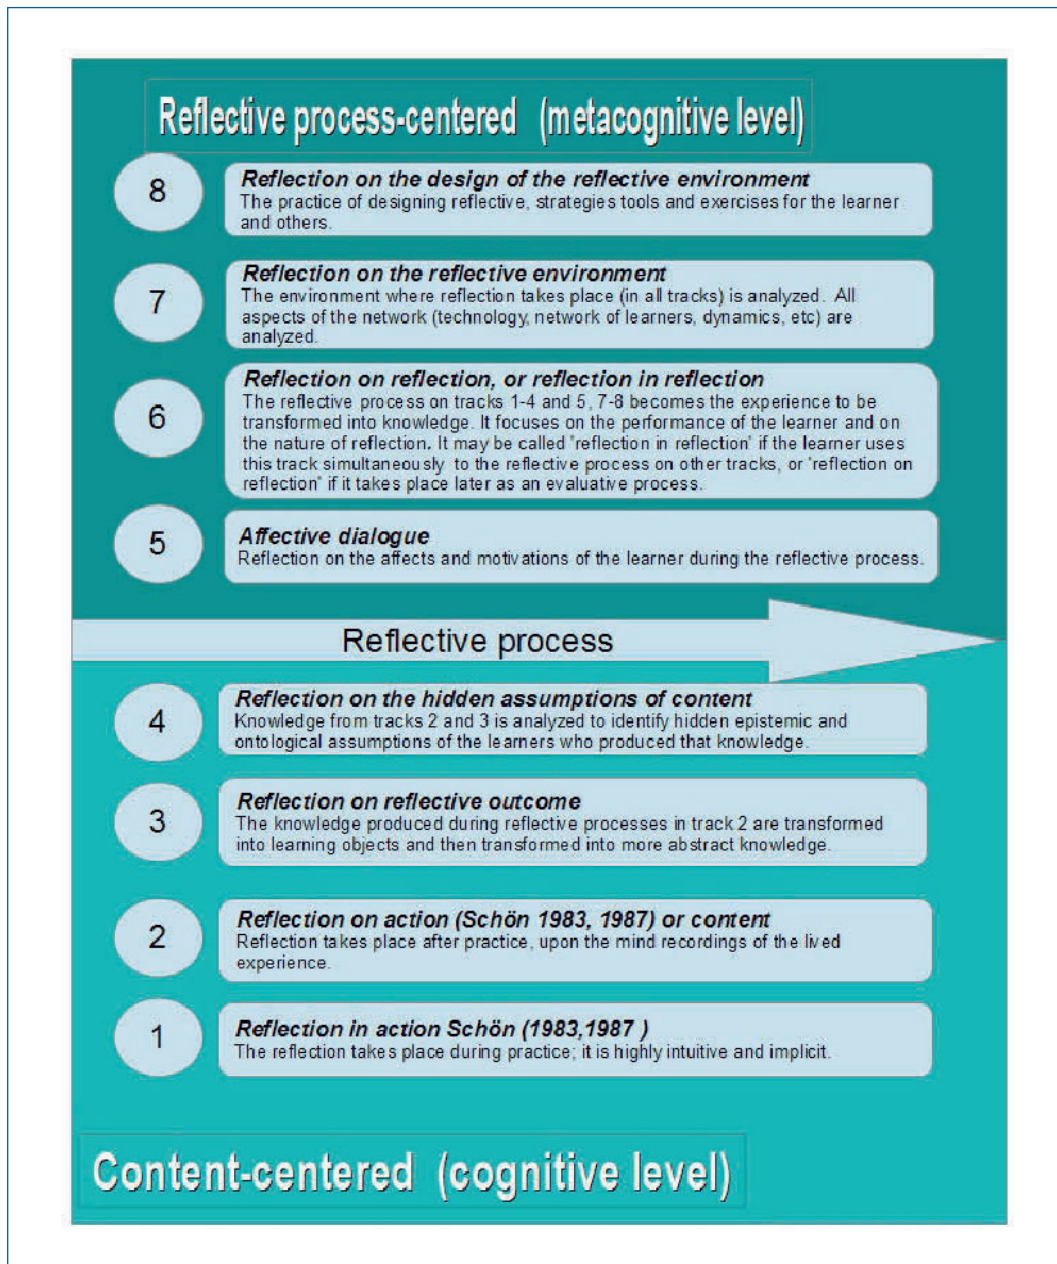 Reflective process-centered (metacognitive level)
8
Reflection on the design of the reflective environment
The practice of designing reflective, strategies tools and exercises for the learner
and others.
7
Reflection on the reflective environment
The environment where reflection takes place (in all tracks) is analyzed. All
aspects of the network (technology, network of learners, dynamics, etc) are
analyzed.
6
Reflection on reflection, or reflection in reflection
The reflective process on tracks 1-4 and 5, 7-8 becomes the experience to be
transformed into knowledge. It focuses on the performance of the learner and on
the nature of reflection. It may be called "reflection in reflection" if the learner uses
this track simultaneously to the reflective process on other tracks, or "reflection on
reflection" if it takes place later as an evaluative process.
5
Affective dialogue
Reflection on the affects and motivations of the learner during the reflective process.
Reflective process
4
Reflection on the hidden assumptions of content
Knowledge from tracks 2 and 3 is analyzed to identify hidden epistemic and
ontological assumptions of the learners who produced that knowledge.
3
Reflection on reflective outcome
The knowledge produced during reflective processes in track 2 are transformed
into learning objects and then transformed into more abstract knowledge.
2
Reflection on action (Schön 1983, 1987) or content
Reflection takes place after practice, upon the mind recordings of the lived
experience.
1
Reflection in action Schön (1983,1987 )
The reflection takes place during practice; it is highly intuitive and implicit.
Content-centered (cognitive level)